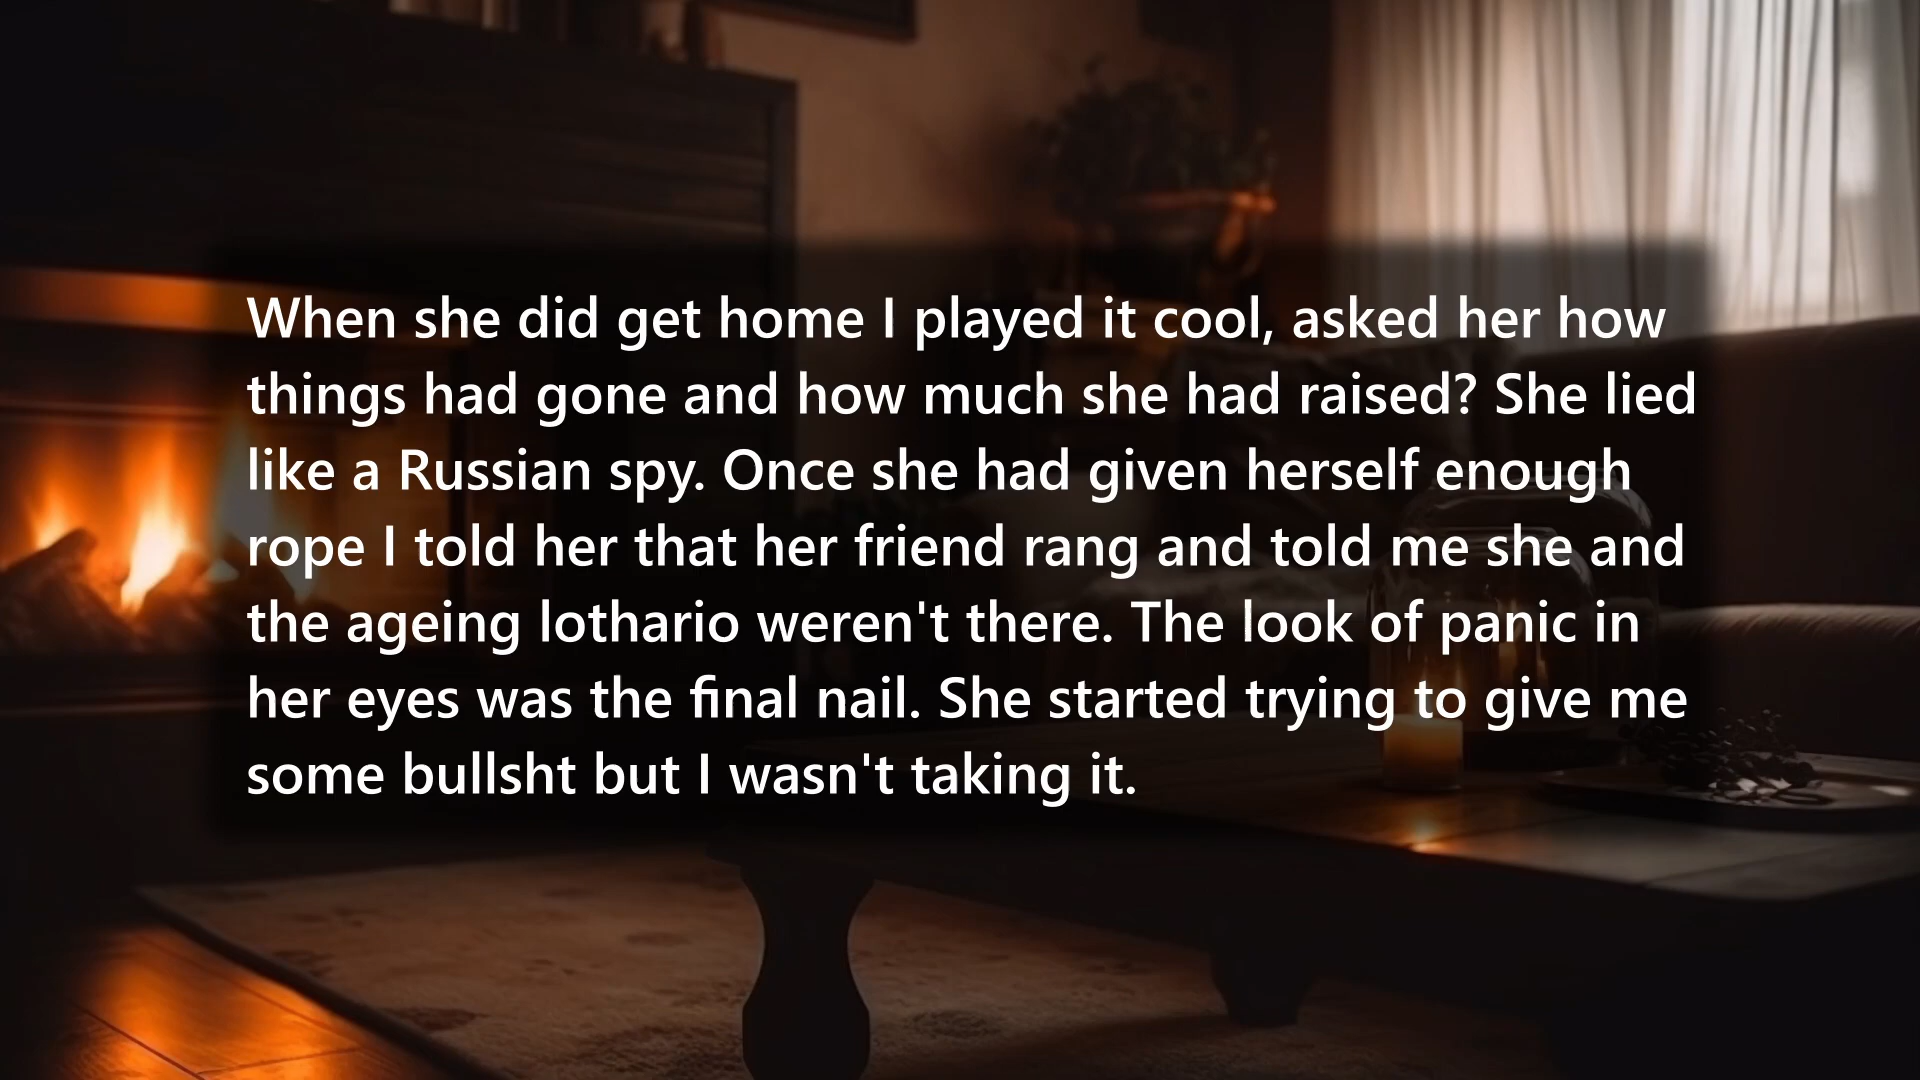 When she did get home I played it cool, asked her how
things had gone and how much she had raised? She lied
like a Russian spy. Once she had given herself enough
rope I told her that her friend rang and told me she and
the ageing lothario weren't there. The look of panic in
her eyes was the final nail. She started trying to give me
some bullsht but I wasn't taking it.